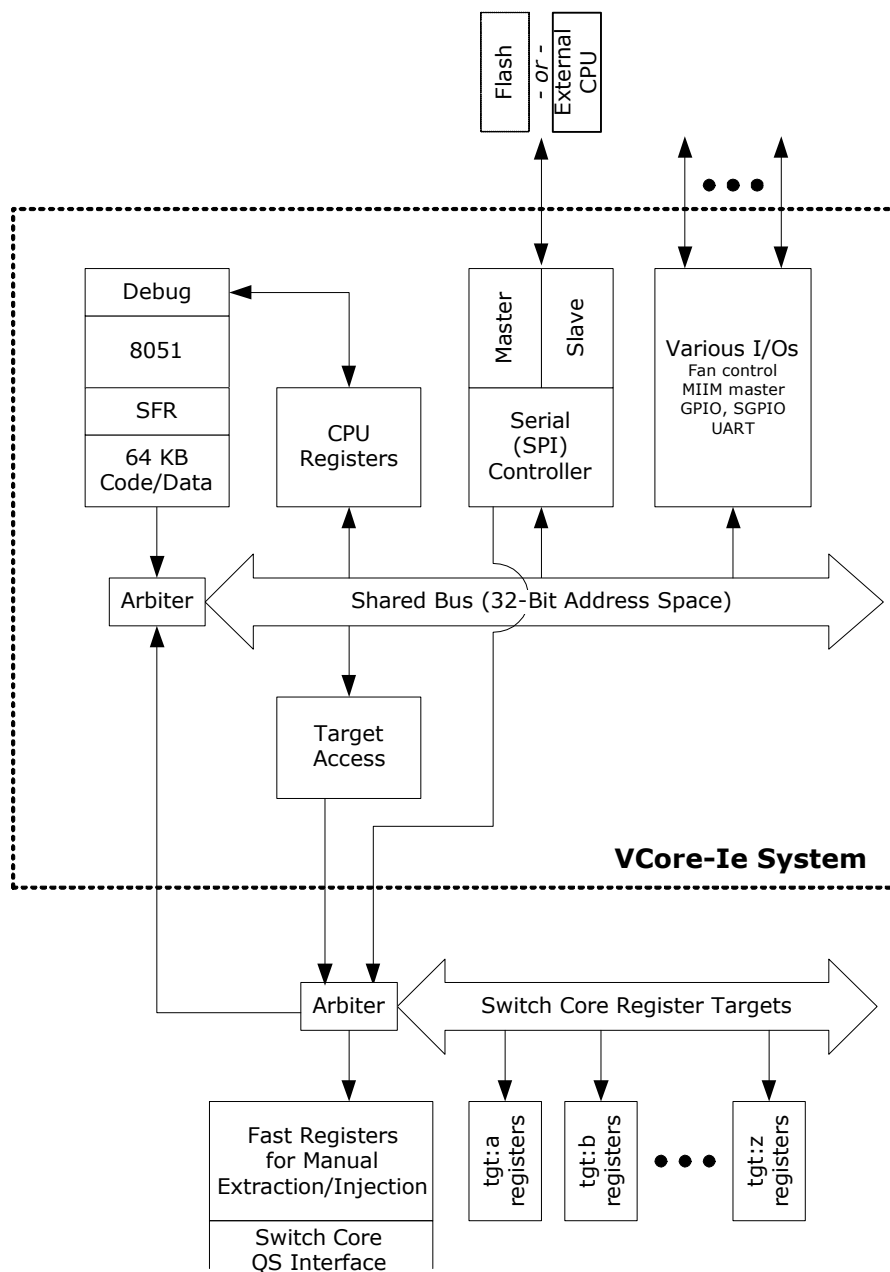 Flash
- or -
External
CPU
Debug
8051
SFR
64 KB
Code/Data
CPU
Registers
Master
Slave
Serial
(SPI)
Controller
Various I/Os
Fan control
MIIM master
GPIO, SGPIO
UART
Arbiter
Shared Bus (32-Bit Address Space)
Target
Access
VCore-Ie System
Arbiter
Switch Core Register Targets
Fast Registers
for Manual
Extraction/Injection
Switch Core
QS Interface
tgt:a
registers
tgt:b
registers
tgt:z
registers